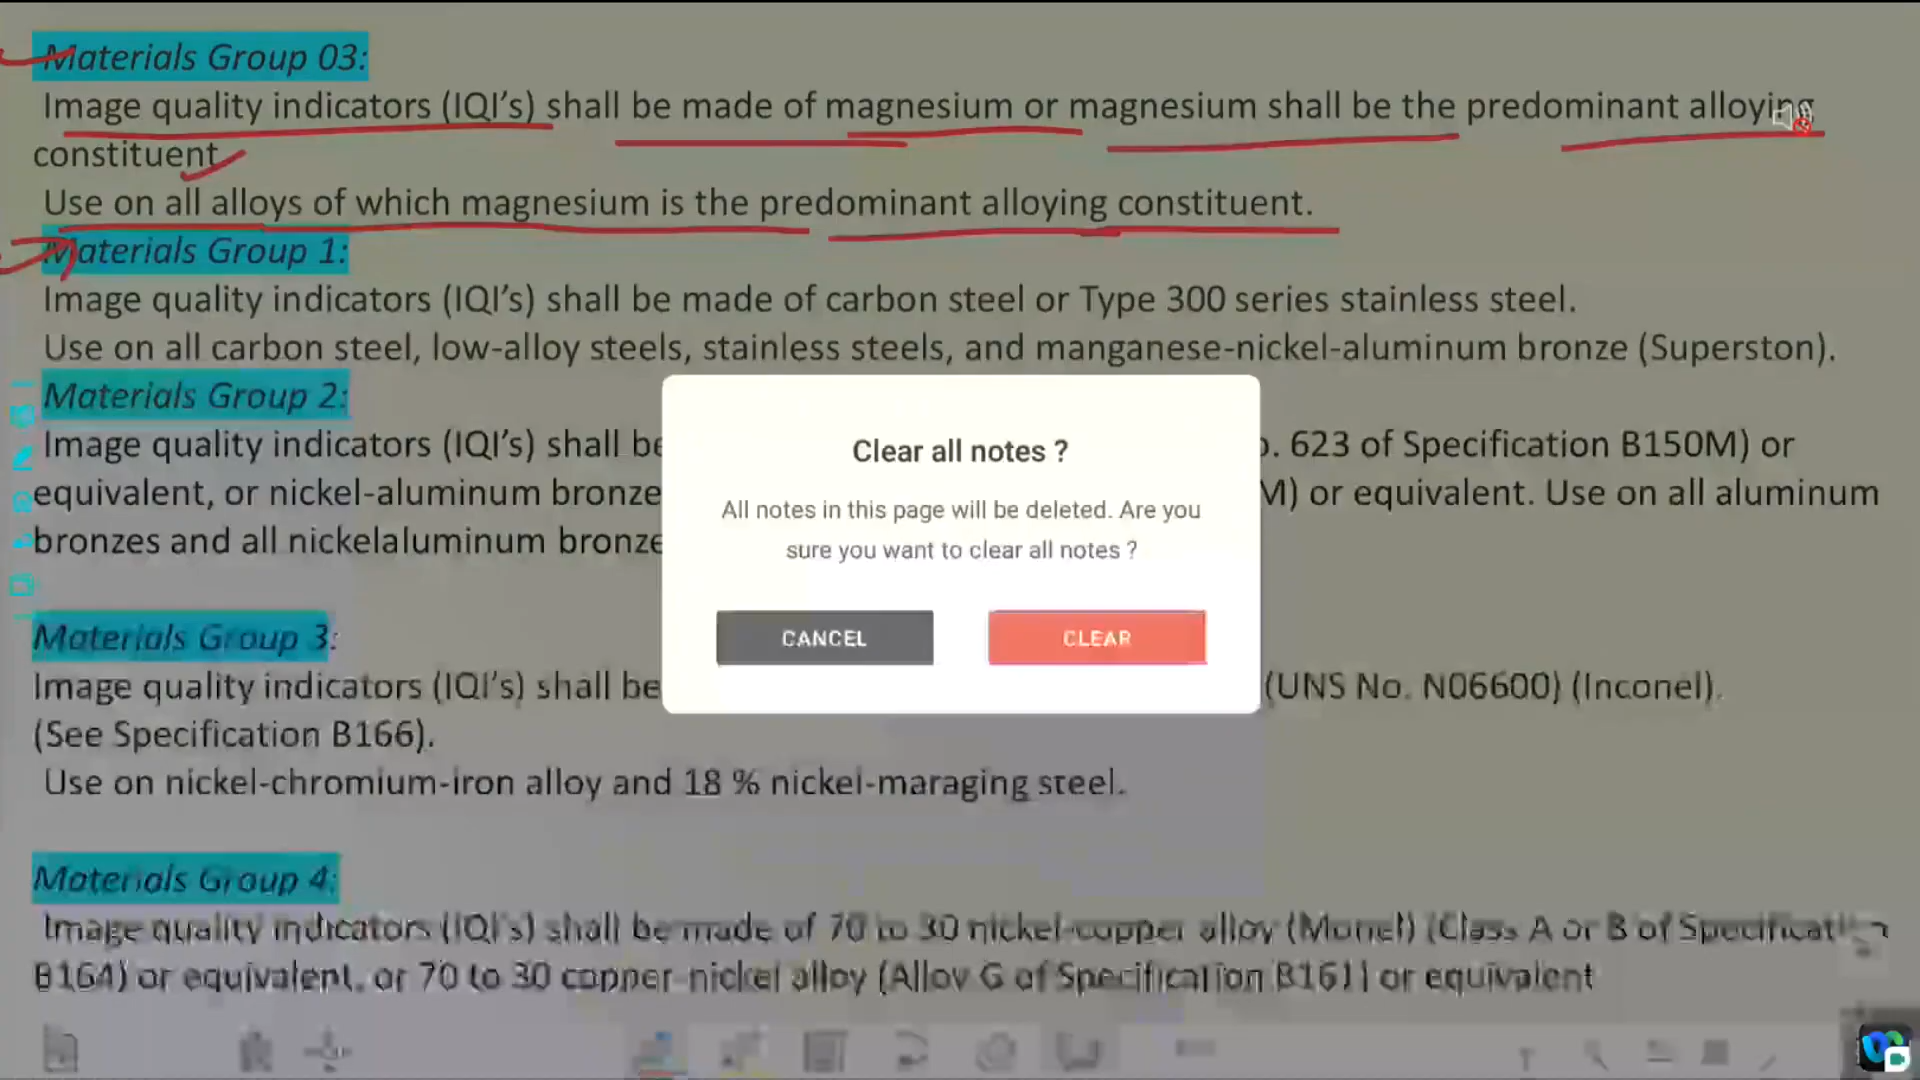 Materials Group 03:
Image quality indicators (IQI's) shall be made of magnesium or magnesium shall be the predominant alloying
constituent.
Use on all alloys of which magnesium is the predominant alloying constituent.
Materials Group 1:
Image quality indicators (IQI's) shall be made of carbon steel or Type 300 series stainless steel.
Use on all carbon steel, low-alloy steels, stainless steels, and manganese-nickel-aluminum bronze (Superston).
Materials Group 2:
Image quality indicators (IQI's) shall be
623 of Specification B150M) or
equivalent, or nickel-aluminum bronze
M) or equivalent. Use on all aluminum
bronzes and all nickelaluminum bronze
Clear all notes ?
All notes in this page will be deleted. Are you
sure you want to clear all notes ?
CANCEL CLEAR
Materials Group 3:
Image quality indicators (IQI's) shall be
(UNS No. N06600) (Inconel).
(See Specification B166).
Use on nickel-chromium-iron alloy and 18 % nickel-maraging steel.
Materials Group 4:
Image quality indicators (IQI's) shall be made of 70 to 30 nickel-copper alloy (Monel) (Class A or B of Specification
B164) or equivalent, or 70 to 30 copper-nickel alloy (Alloy G of Specification B161) or equivalent